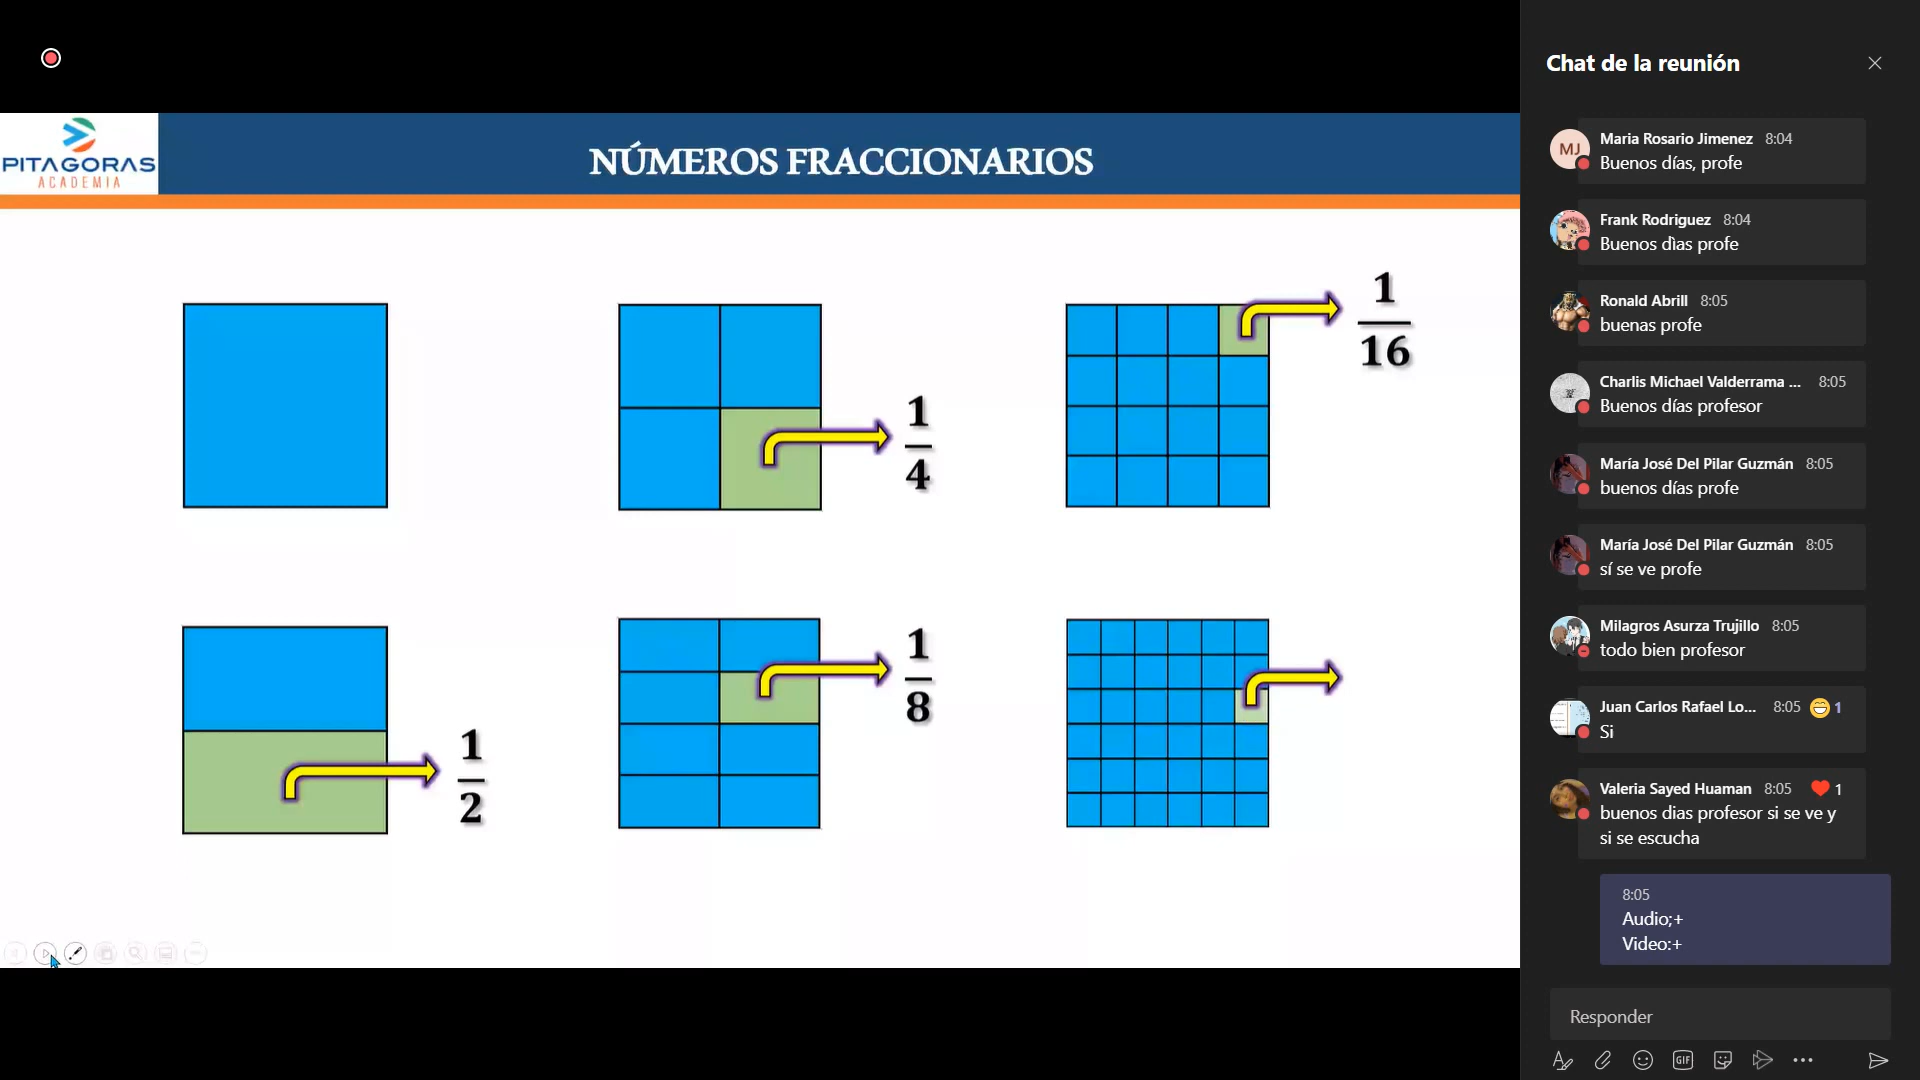 PITAGORAS
ACADEMIA
NÚMEROS FRACCIONARIOS
1
4
1
16
1
2
1
8
Chat de la reunión
MJ
Maria Rosario Jimenez 8:04
Buenos días, profe
Frank Rodriguez 8:04
Buenos dìas profe
Ronald Abrill 8:05
buenas profe
Charlis Michael Valderrama ... 8:05
Buenos días profesor
María José Del Pilar Guzmán 8:05
buenos días profe
María José Del Pilar Guzmán 8:05
sí se ve profe
Milagros Asurza Trujillo 8:05
todo bien profesor
Juan Carlos Rafael Lo... 8:05 1
Si
Valeria Sayed Huaman 8:05 1
buenos dias profesor si se ve y
si se escucha
8:05
Audio;+
Video:+
Responder
GIF